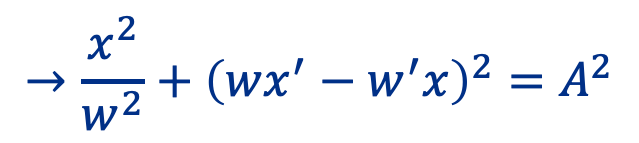 → x²/w² + (wx′ − w′x)² = A²